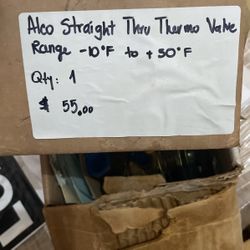 Alco Straight Thru Thermo Valve
Range -10°F to +50°F
Qty: 1
$ 55.00